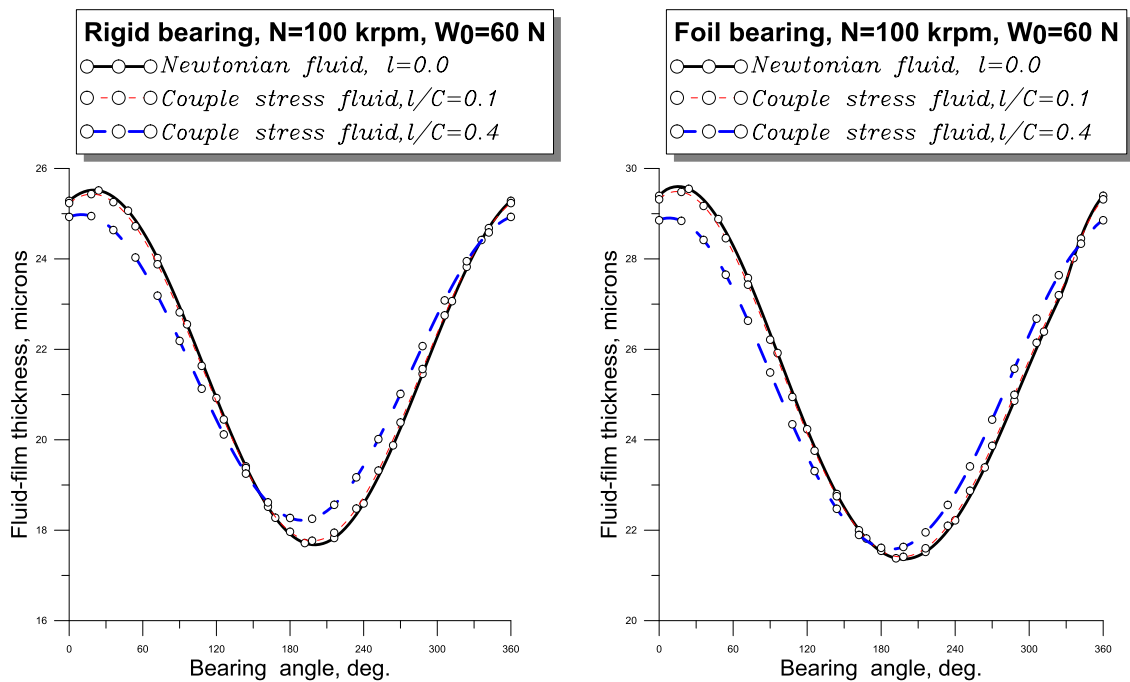 Rigid bearing, N=100 krpm, W0=60 N
Newtonian fluid, l=0.0
Couple stress fluid,l/C=0.1
Couple stress fluid,l/C=0.4
26
24
22
20
18
16
Fluid-film thickness, microns
0 60 120 180 240 300 360
Bearing angle, deg.
Foil bearing, N=100 krpm, W0=60 N
Newtonian fluid, l=0.0
Couple stress fluid,l/C=0.1
Couple stress fluid,l/C=0.4
30
28
26
24
22
20
Fluid-film thickness, microns
0 60 120 180 240 300 360
Bearing angle, deg.